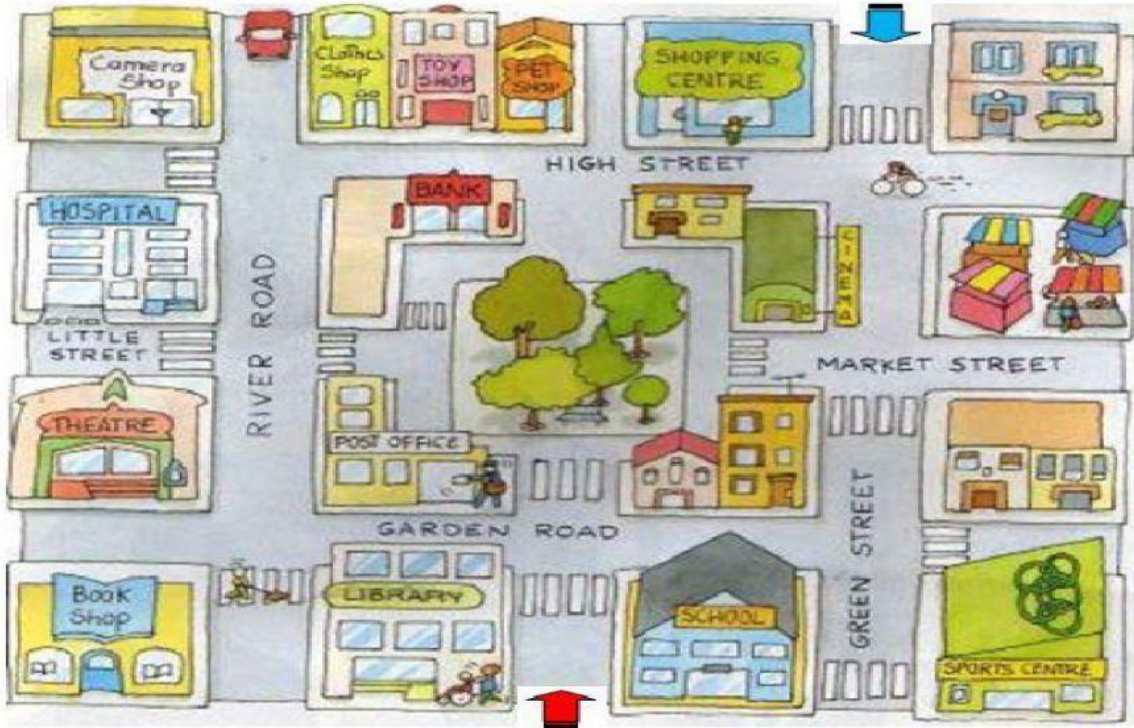 Camera
Shop
Clothes
Shop
TOY
SHOP
PET
SHOP
SHOPPING
CENTRE
HIGH STREET
HOSPITAL
BANK
CINEMA
RIVER ROAD
LITTLE
STREET
MARKET STREET
THEATRE
POST OFFICE
GARDEN ROAD
GREEN STREET
Book
Shop
LIBRARY
SCHOOL
SPORTS CENTRE